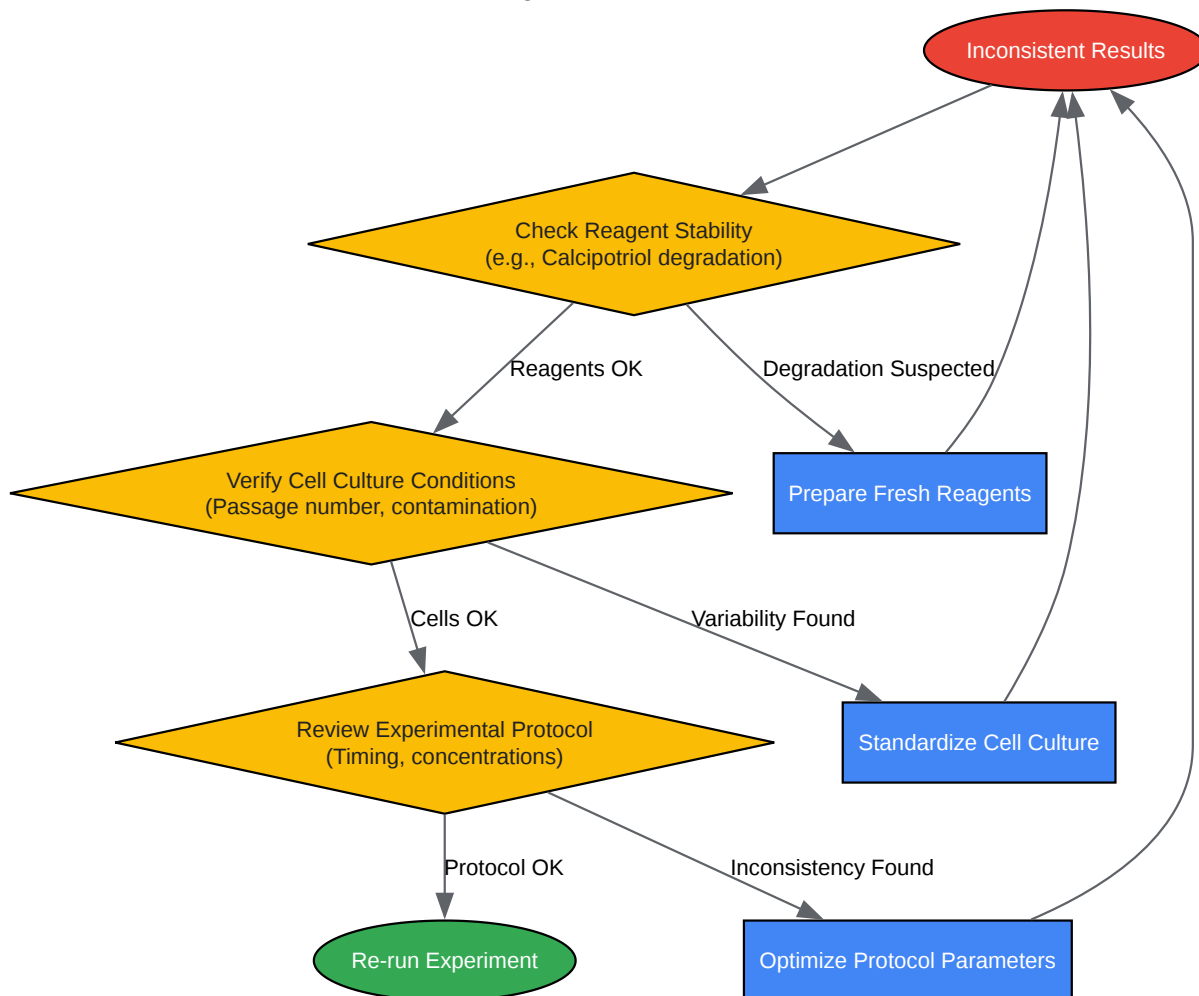 Inconsistent Results
Check Reagent Stability
(e.g., Calcipotriol degradation)
Reagents OK
Degradation Suspected
Verify Cell Culture Conditions
(Passage number, contamination)
Prepare Fresh Reagents
Cells OK
Variability Found
Review Experimental Protocol
(Timing, concentrations)
Standardize Cell Culture
Protocol OK
Inconsistency Found
Re-run Experiment
Optimize Protocol Parameters